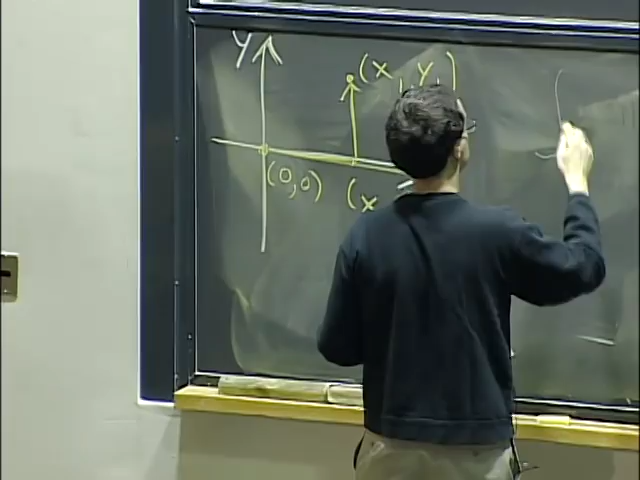 y
(x, y)
(0,0)
(x